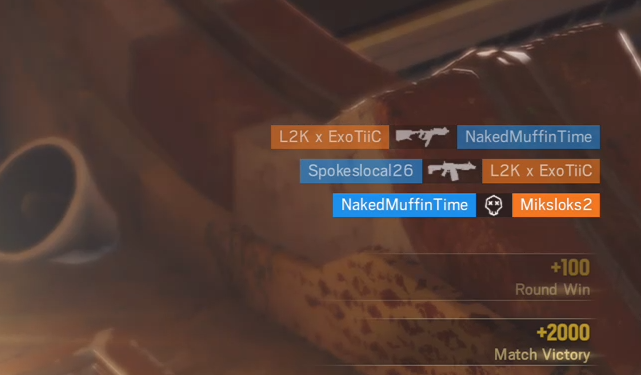 L2K x ExoTiiC NakedMuffinTime
Spokeslocal26 L2K x ExoTiiC
NakedMuffinTime Miksloks2
+100
Round Win
+2000
Match Victory